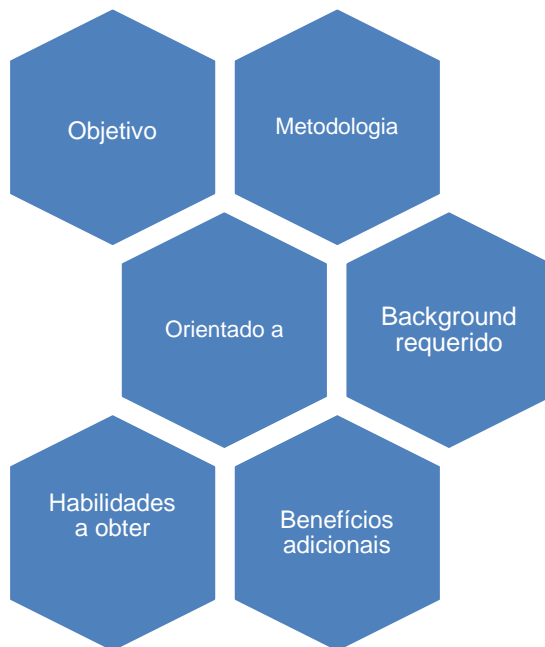 Objetivo
Metodologia
Orientado a
Background
requerido
Habilidades
a obter
Benefícios
adicionais